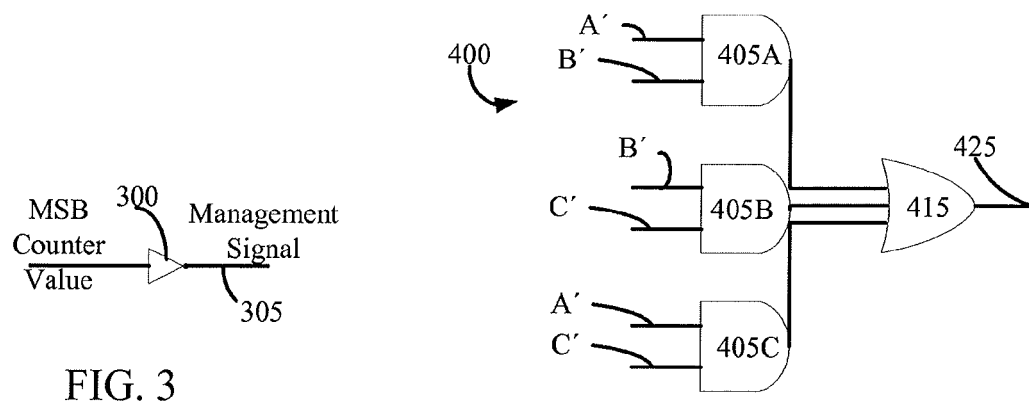 MSB
Counter
Value
300
Management
Signal
305
FIG. 3
400
A′
B′
405A
B′
C′
405B
A′
C′
405C
415
425